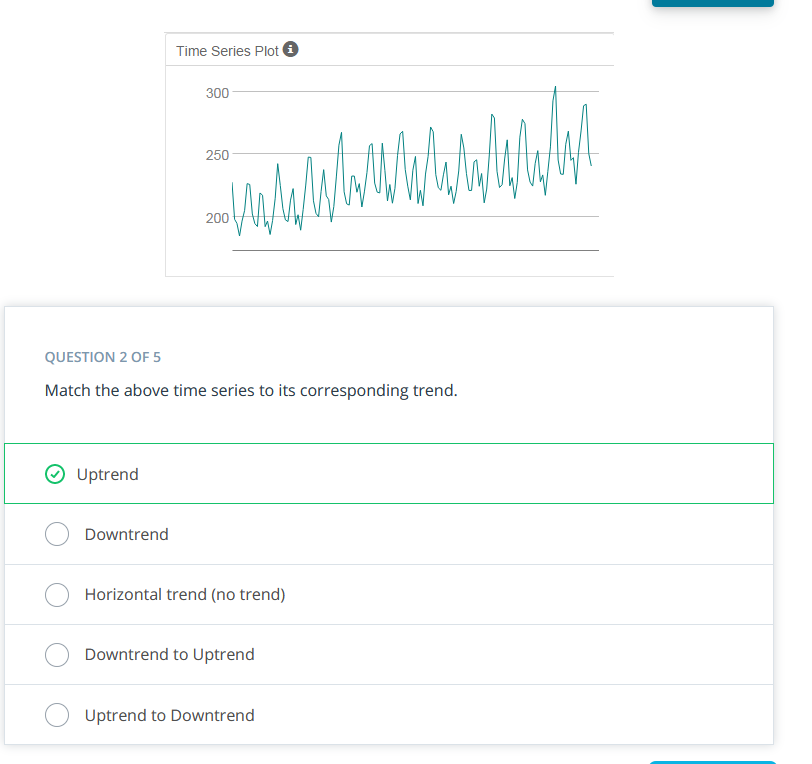 Time Series Plot
300
250
200
QUESTION 2 OF 5
Match the above time series to its corresponding trend.
Uptrend
Downtrend
Horizontal trend (no trend)
Downtrend to Uptrend
Uptrend to Downtrend